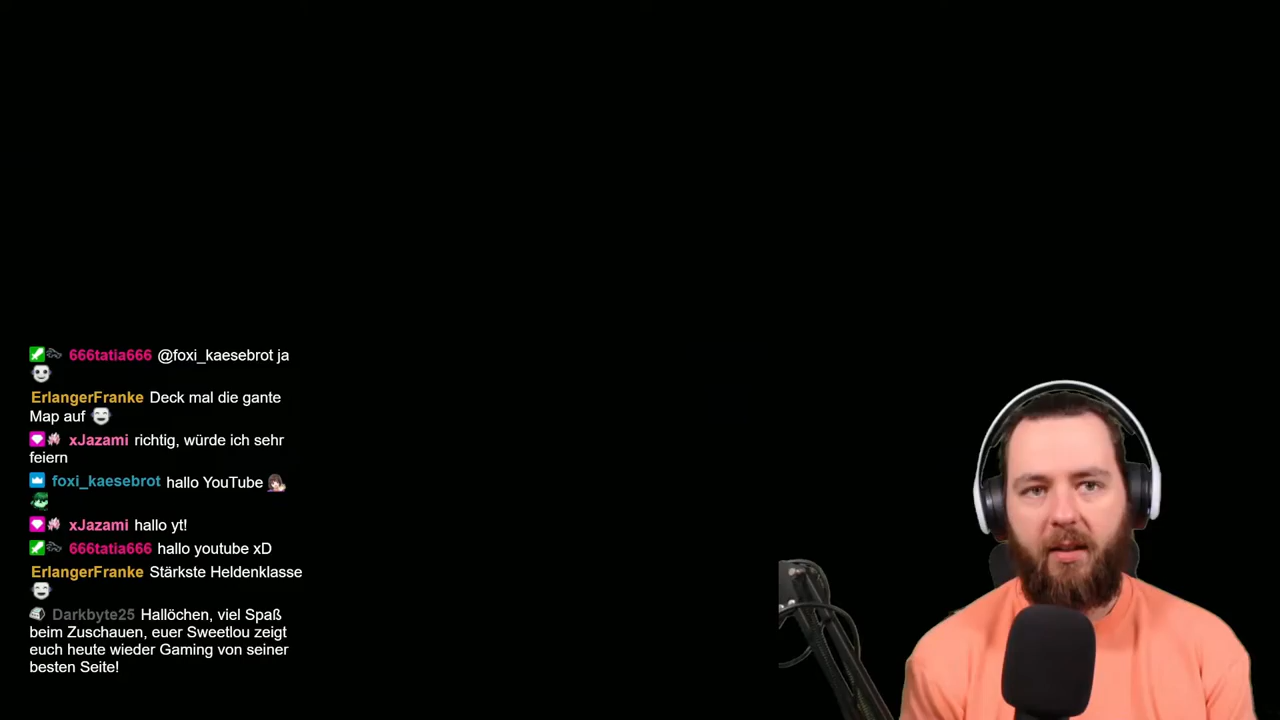 666tatia666 @foxi_kaesebrot ja
ErlangerFranke Deck mal die gante
Map auf
xJazami richtig, würde ich sehr
feiern
foxi_kaesebrot hallo YouTube
xJazami hallo yt!
666tatia666 hallo youtube xD
ErlangerFranke Stärkste Heldenklasse
Darkbyte25 Hallöchen, viel Spaß
beim Zuschauen, euer Sweetlou zeigt
euch heute wieder Gaming von seiner
besten Seite!